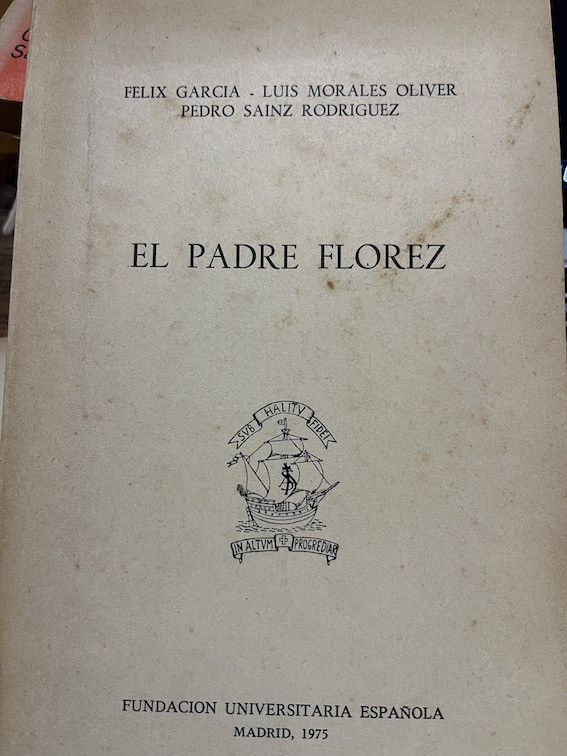 FELIX GARCIA - LUIS MORALES OLIVER
PEDRO SAINZ RODRIGUEZ
EL PADRE FLOREZ
SVB HALITV FIDEI
IN ALTVM PROGREDIAR
FUNDACION UNIVERSITARIA ESPAÑOLA
MADRID, 1975